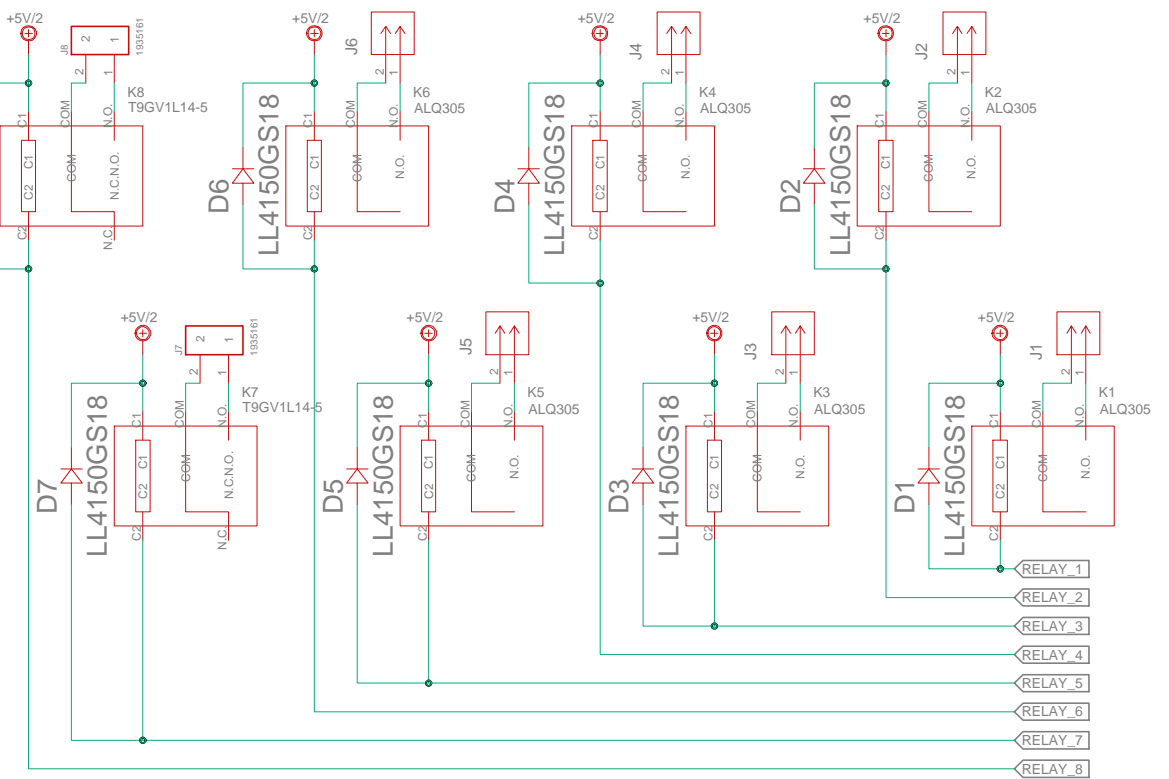 +5V/2
J8
2
1
1935161
2
1
K8
T9GV1L14-5
C1
COM
N.O.
C1
C2
COM
N.C.N.O.
C2
N.C.
+5V/2
J6
2
1
K6
ALQ305
D6
LL4150GS18
C1
COM
N.O.
C1
C2
COM
N.O.
C2
+5V/2
J4
2
1
K4
ALQ305
D4
LL4150GS18
C1
COM
N.O.
C1
C2
COM
N.O.
C2
+5V/2
J2
2
1
K2
ALQ305
D2
LL4150GS18
C1
COM
N.O.
C1
C2
COM
N.O.
C2
+5V/2
J7
2
1
1935161
2
1
K7
T9GV1L14-5
D7
LL4150GS18
C1
COM
N.O.
C1
C2
COM
N.C.N.O.
C2
N.C.
+5V/2
J5
2
1
K5
ALQ305
D5
LL4150GS18
C1
COM
N.O.
C1
C2
COM
N.O.
C2
+5V/2
J3
2
1
K3
ALQ305
D3
LL4150GS18
C1
COM
N.O.
C1
C2
COM
N.O.
C2
+5V/2
J1
2
1
K1
ALQ305
D1
LL4150GS18
C1
COM
N.O.
C1
C2
COM
N.O.
C2
RELAY_1
RELAY_2
RELAY_3
RELAY_4
RELAY_5
RELAY_6
RELAY_7
RELAY_8